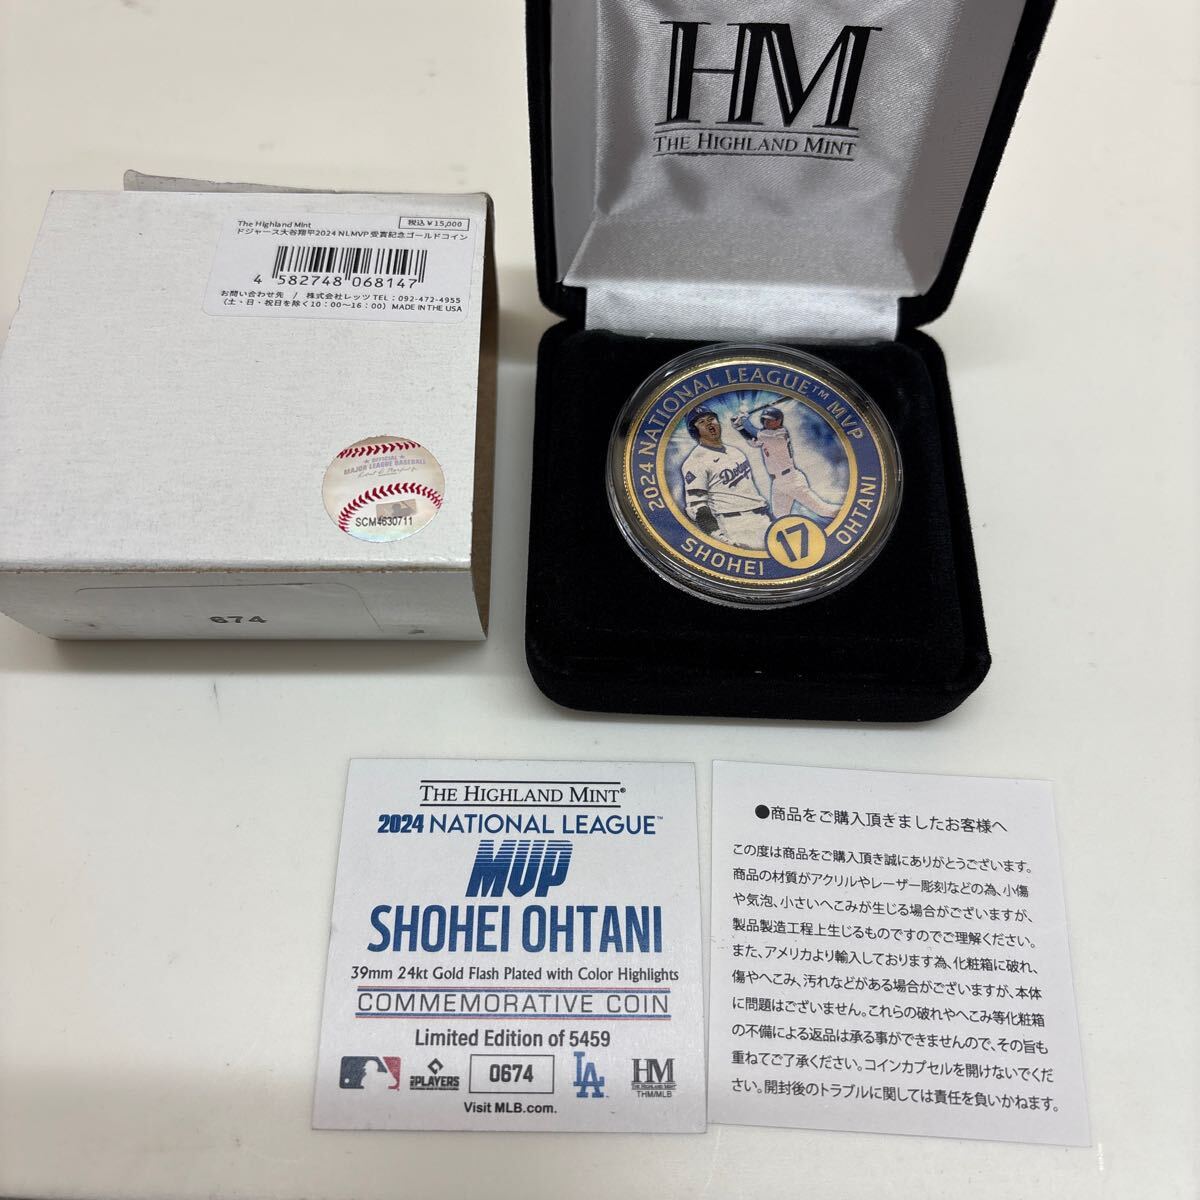 HM
THE HIGHLAND MINT
The Highland Mint
税込¥15,000
ドジャース大谷翔平2024 NLMVP受賞記念ゴールドコイン
4 582748 068147
お問い合わせ先 / 株式会社レッツ TEL:092-472-4955
(土・日・祝日を除く10:00〜16:00) MADE IN THE USA
OFFICIAL
MAJOR LEAGUE BASEBALL
SCM4630711
674
2024 NATIONAL LEAGUE™ MVP
Dodgers
SHOHEI 17 OHTANI
THE HIGHLAND MINT®
2024 NATIONAL LEAGUE™
MVP
SHOHEI OHTANI
39mm 24kt Gold Flash Plated with Color Highlights
COMMEMORATIVE COIN
Limited Edition of 5459
PLAYERS
0674
LA
HM
THE HIGHLAND MINT
THM/MLB
Visit MLB.com.
●商品をご購入頂きましたお客様へ
この度は商品をご購入頂き誠にありがとうございます。
商品の材質がアクリルやレーザー彫刻などの為、小傷
や気泡、小さいへこみが生じる場合がございますが、
製品製造工程上生じるものですのでご理解ください。
また、アメリカより輸入しております為、化粧箱に破れ、
傷やへこみ、汚れなどがある場合がございますが、本体
に問題はございません。これらの破れやへこみ等化粧箱
の不備による返品は承る事ができませんので、その旨も
重ねてご了承ください。コインカプセルを開けないでくだ
さい。開封後のトラブルに関しては責任を負いかねます。